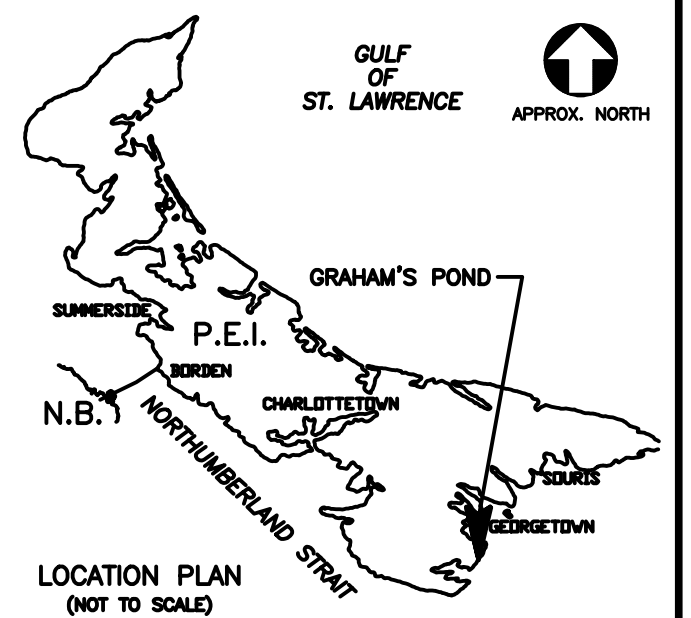 GULF
OF
ST. LAWRENCE
APPROX. NORTH
GRAHAM'S POND
SUMMERSIDE
P.E.I.
BORDEN
N.B.
CHARLOTTETOWN
NORTHUMBERLAND STRAIT
SOURIS
GEORGETOWN
LOCATION PLAN
(NOT TO SCALE)